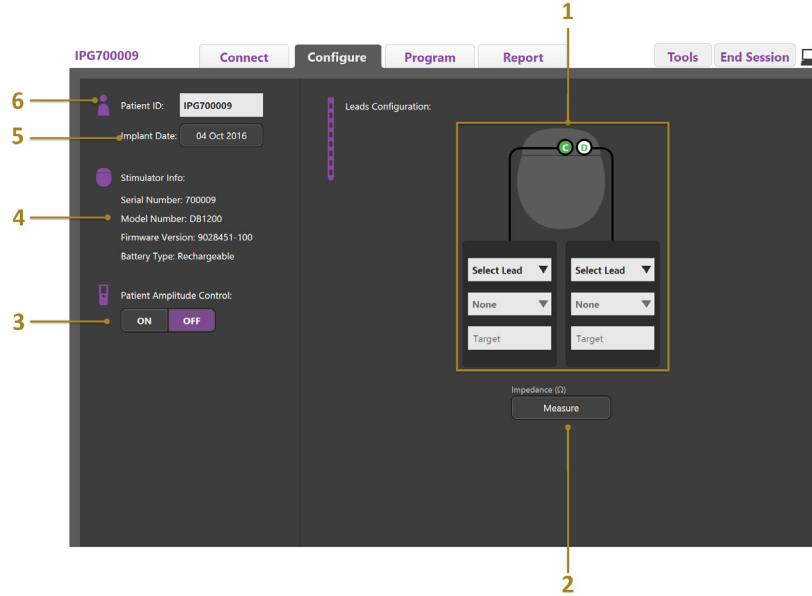 1
IPG700009 Connect Configure Program Report Tools End Session
6 Patient ID: IPG700009 Leads Configuration:
5 Implant Date: 04 Oct 2016
C D
Stimulator Info:
Serial Number: 700009
4 Model Number: DB1200
Firmware Version: 9028451-100
Battery Type: Rechargeable
Select Lead Select Lead
Patient Amplitude Control:
None None
3 ON OFF
Target Target
Impedance (Ω)
Measure
2